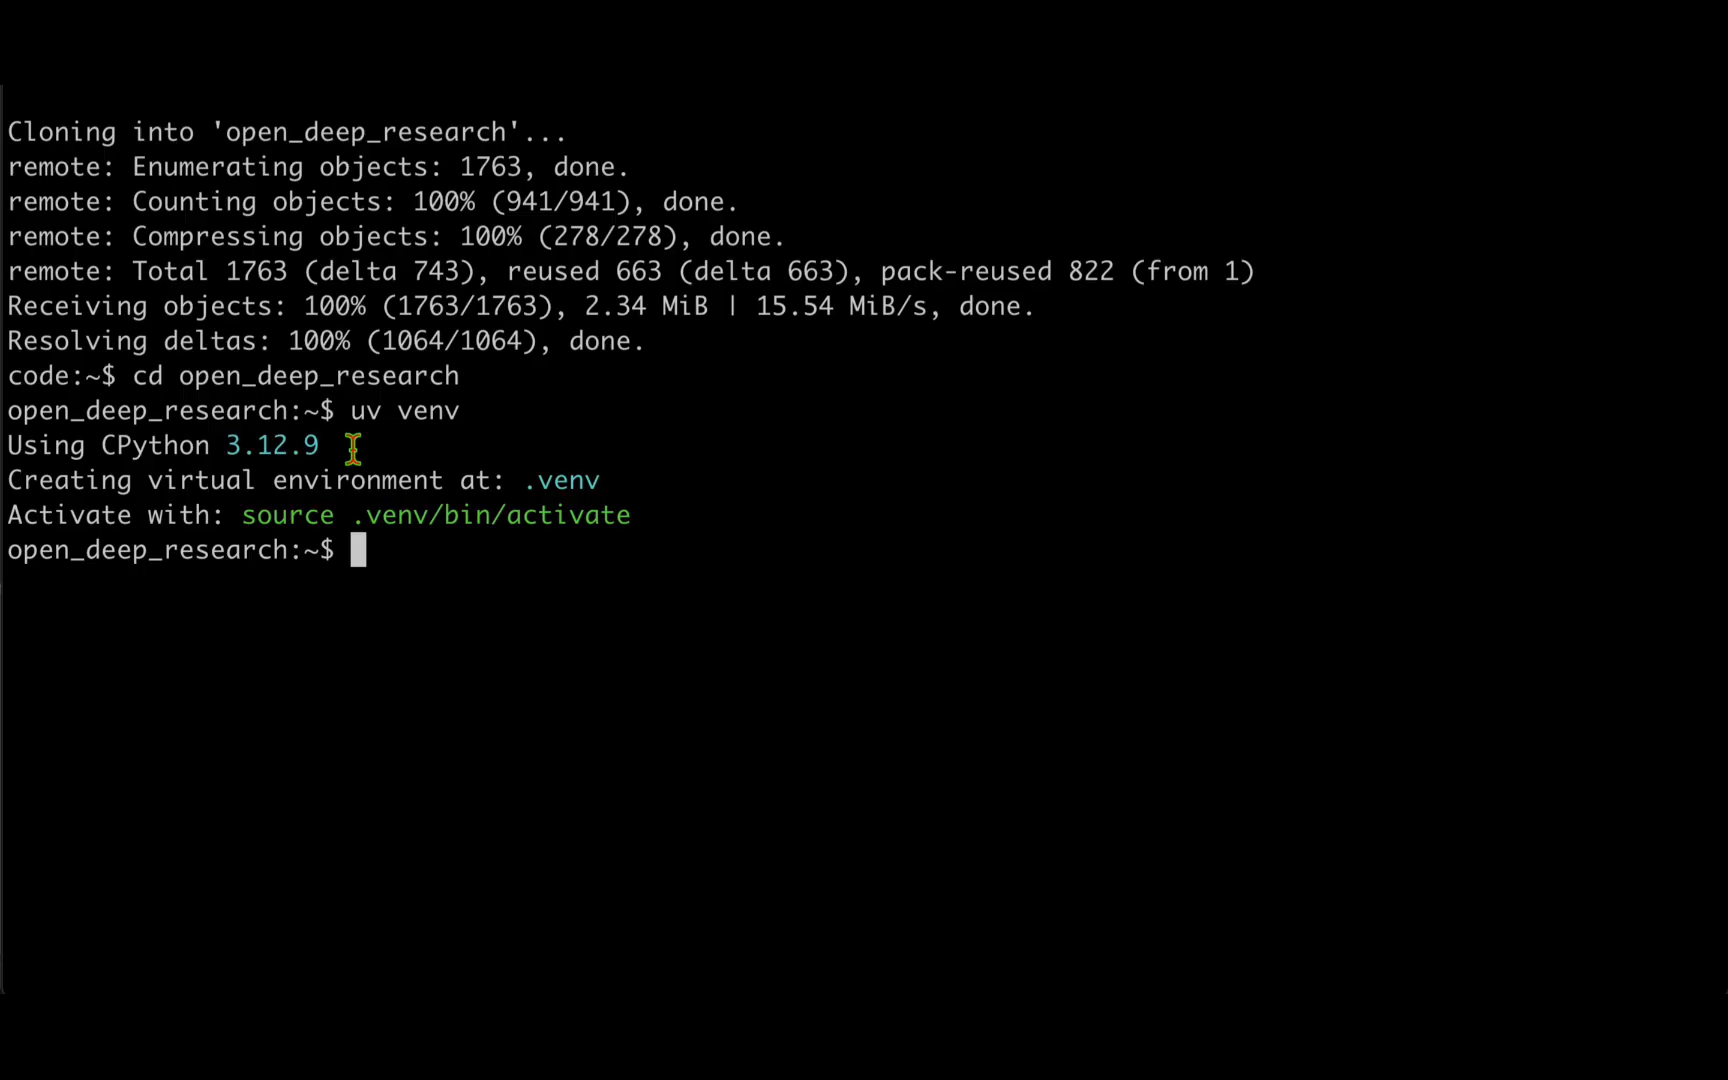 Cloning into 'open_deep_research'...
remote: Enumerating objects: 1763, done.
remote: Counting objects: 100% (941/941), done.
remote: Compressing objects: 100% (278/278), done.
remote: Total 1763 (delta 743), reused 663 (delta 663), pack-reused 822 (from 1)
Receiving objects: 100% (1763/1763), 2.34 MiB | 15.54 MiB/s, done.
Resolving deltas: 100% (1064/1064), done.
code:~$ cd open_deep_research
open_deep_research:~$ uv venv
Using CPython 3.12.9
Creating virtual environment at: .venv
Activate with: source .venv/bin/activate
open_deep_research:~$